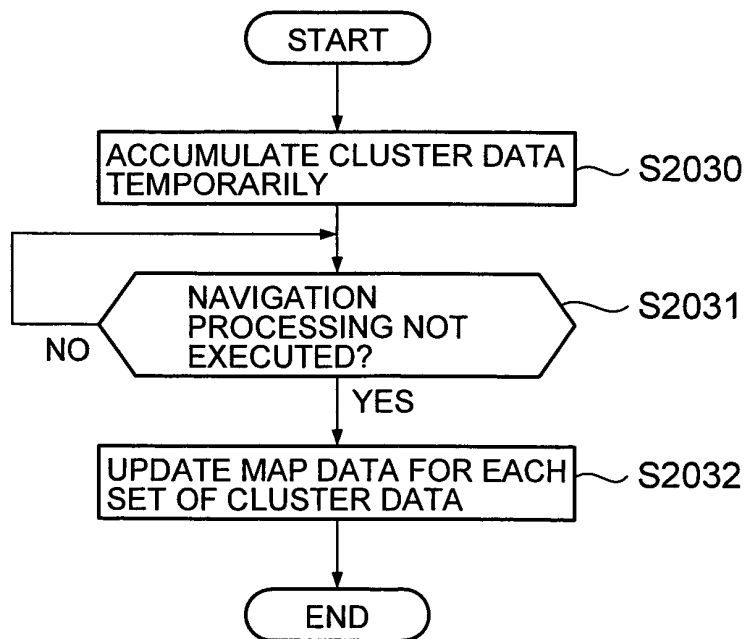 START
ACCUMULATE CLUSTER DATA
TEMPORARILY
S2030
NAVIGATION
PROCESSING NOT
EXECUTED?
S2031
NO
YES
UPDATE MAP DATA FOR EACH
SET OF CLUSTER DATA
S2032
END